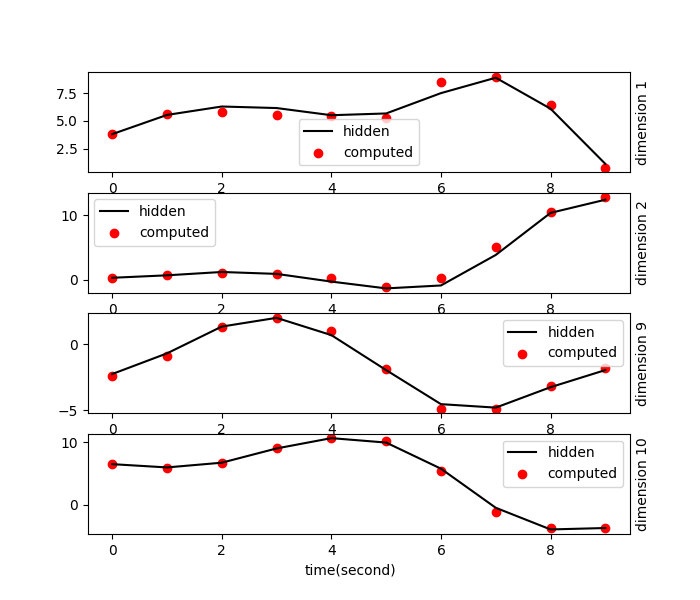 7.5
5.0
2.5
hidden
computed
dimension 1
0 2 4 6 8
10
0
hidden
computed
dimension 2
0 2 4 6 8
0
−5
hidden
computed
dimension 9
0 2 4 6 8
10
0
hidden
computed
dimension 10
0 2 4 6 8
time(second)